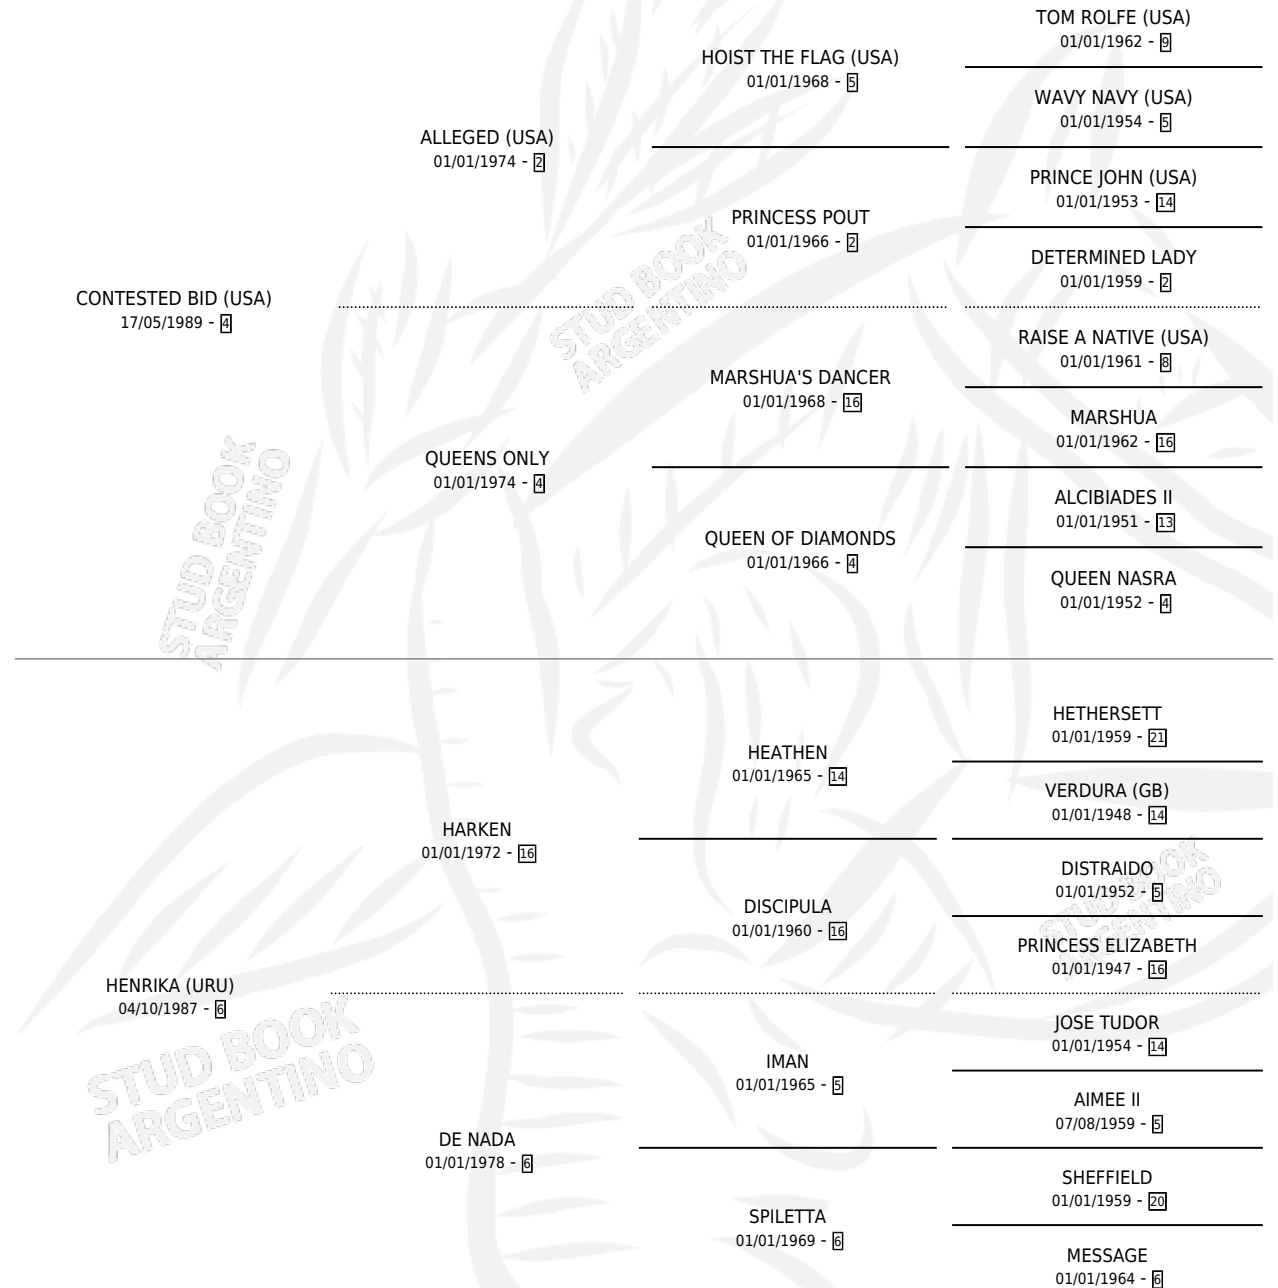 TOM ROLFE (USA)
01/01/1962 - 9
HOIST THE FLAG (USA)
01/01/1968 - 5
WAVY NAVY (USA)
01/01/1954 - 5
ALLEGED (USA)
01/01/1974 - 2
PRINCE JOHN (USA)
01/01/1953 - 14
PRINCESS POUT
01/01/1966 - 2
DETERMINED LADY
01/01/1959 - 2
CONTESTED BID (USA)
17/05/1989 - 4
STUD BOOK
ARGENTINO
RAISE A NATIVE (USA)
01/01/1961 - 8
MARSHUA'S DANCER
01/01/1968 - 16
MARSHUA
01/01/1962 - 16
QUEENS ONLY
01/01/1974 - 4
ALCIBIADES II
01/01/1951 - 13
QUEEN OF DIAMONDS
01/01/1966 - 4
QUEEN NASRA
01/01/1952 - 4
STUD BOOK
ARGENTINO
HETHERSETT
01/01/1959 - 21
HEATHEN
01/01/1965 - 14
VERDURA (GB)
01/01/1948 - 14
HARKEN
01/01/1972 - 16
DISTRAIDO
01/01/1952 - 5
DISCIPULA
01/01/1960 - 16
STUD BOOK
ARGENTINO
PRINCESS ELIZABETH
01/01/1947 - 16
HENRIKA (URU)
04/10/1987 - 6
STUD BOOK
ARGENTINO
JOSE TUDOR
01/01/1954 - 14
IMAN
01/01/1965 - 5
AIMEE II
07/08/1959 - 5
DE NADA
01/01/1978 - 6
SHEFFIELD
01/01/1959 - 20
SPILETTA
01/01/1969 - 6
MESSAGE
01/01/1964 - 6